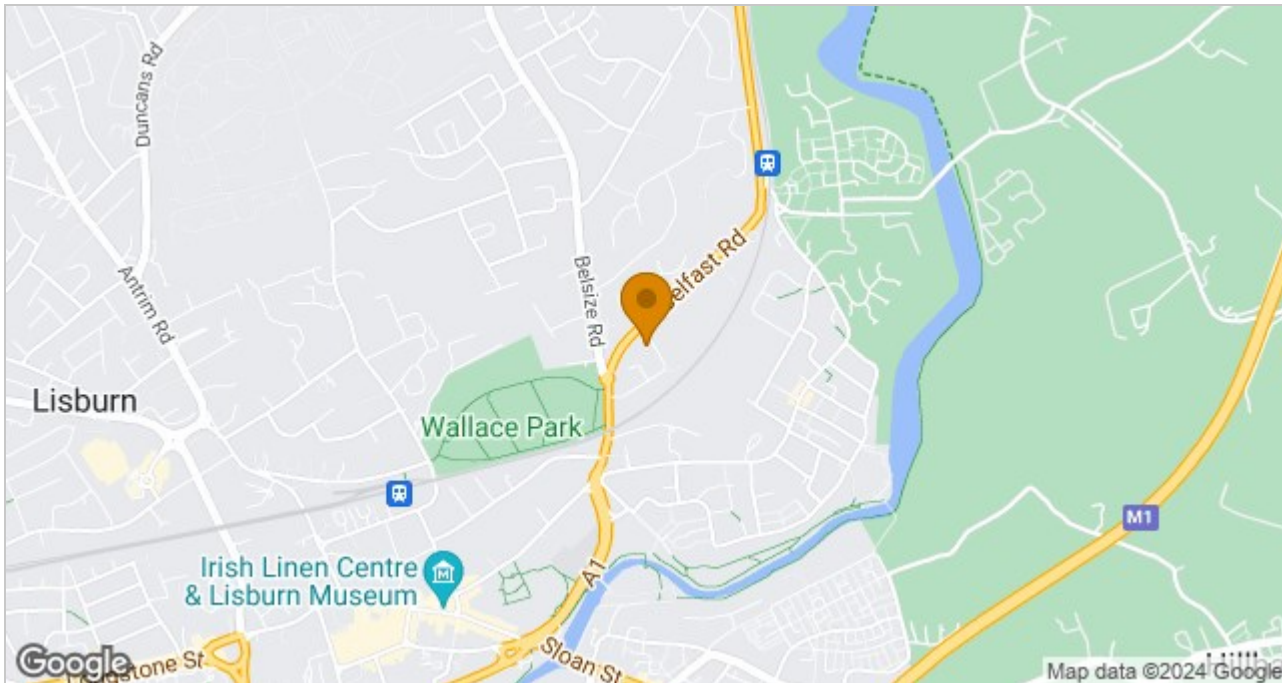 Duncans Rd
Antrim Rd
Belsize Rd
Belfast Rd
Lisburn
Wallace Park
M1
Irish Linen Centre
& Lisburn Museum
A1
Sloan St
St
Google
Map data ©2024 Google